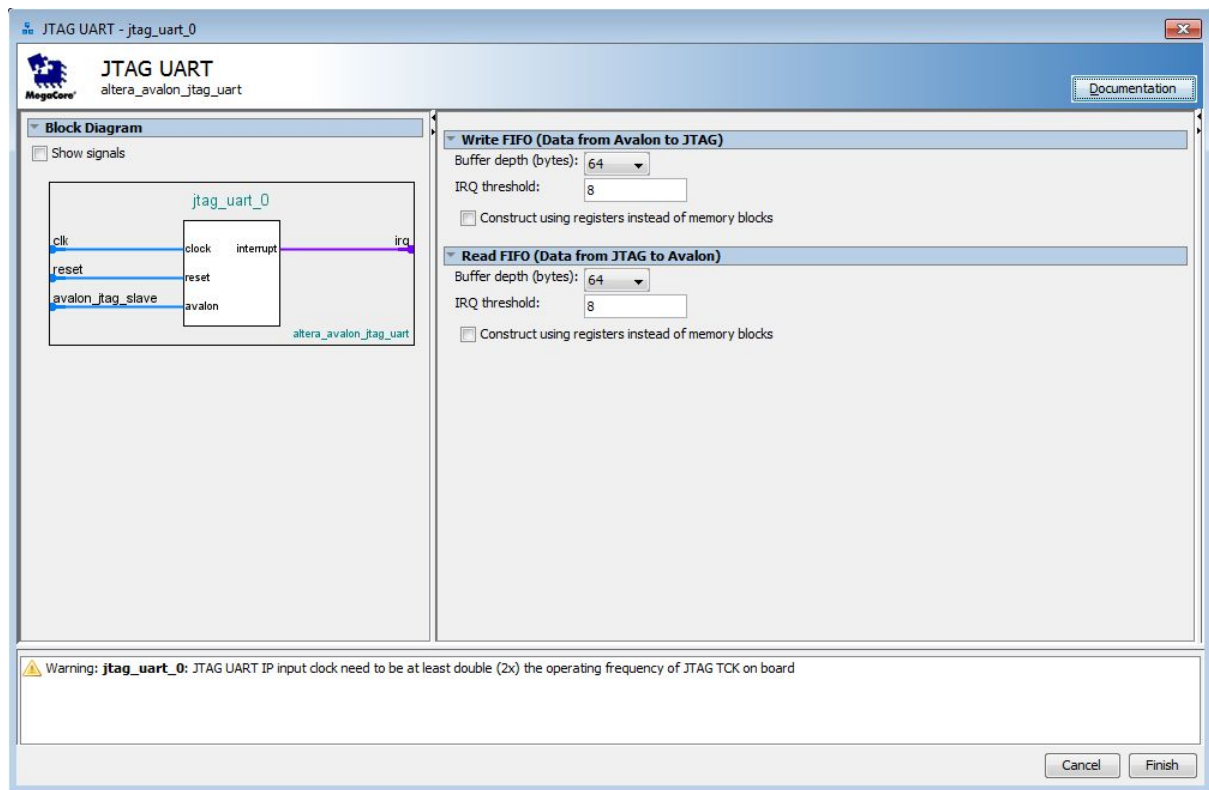 JTAG UART - jtag_uart_0
JTAG UART
altera_avalon_jtag_uart
MegaCore®
Documentation
Block Diagram
Show signals
jtag_uart_0
clk
clock
interrupt
irq
reset
reset
avalon_jtag_slave
avalon
altera_avalon_jtag_uart
Write FIFO (Data from Avalon to JTAG)
Buffer depth (bytes): 64
IRQ threshold: 8
Construct using registers instead of memory blocks
Read FIFO (Data from JTAG to Avalon)
Buffer depth (bytes): 64
IRQ threshold: 8
Construct using registers instead of memory blocks
Warning: jtag_uart_0: JTAG UART IP input clock need to be at least double (2x) the operating frequency of JTAG TCK on board
Cancel
Finish